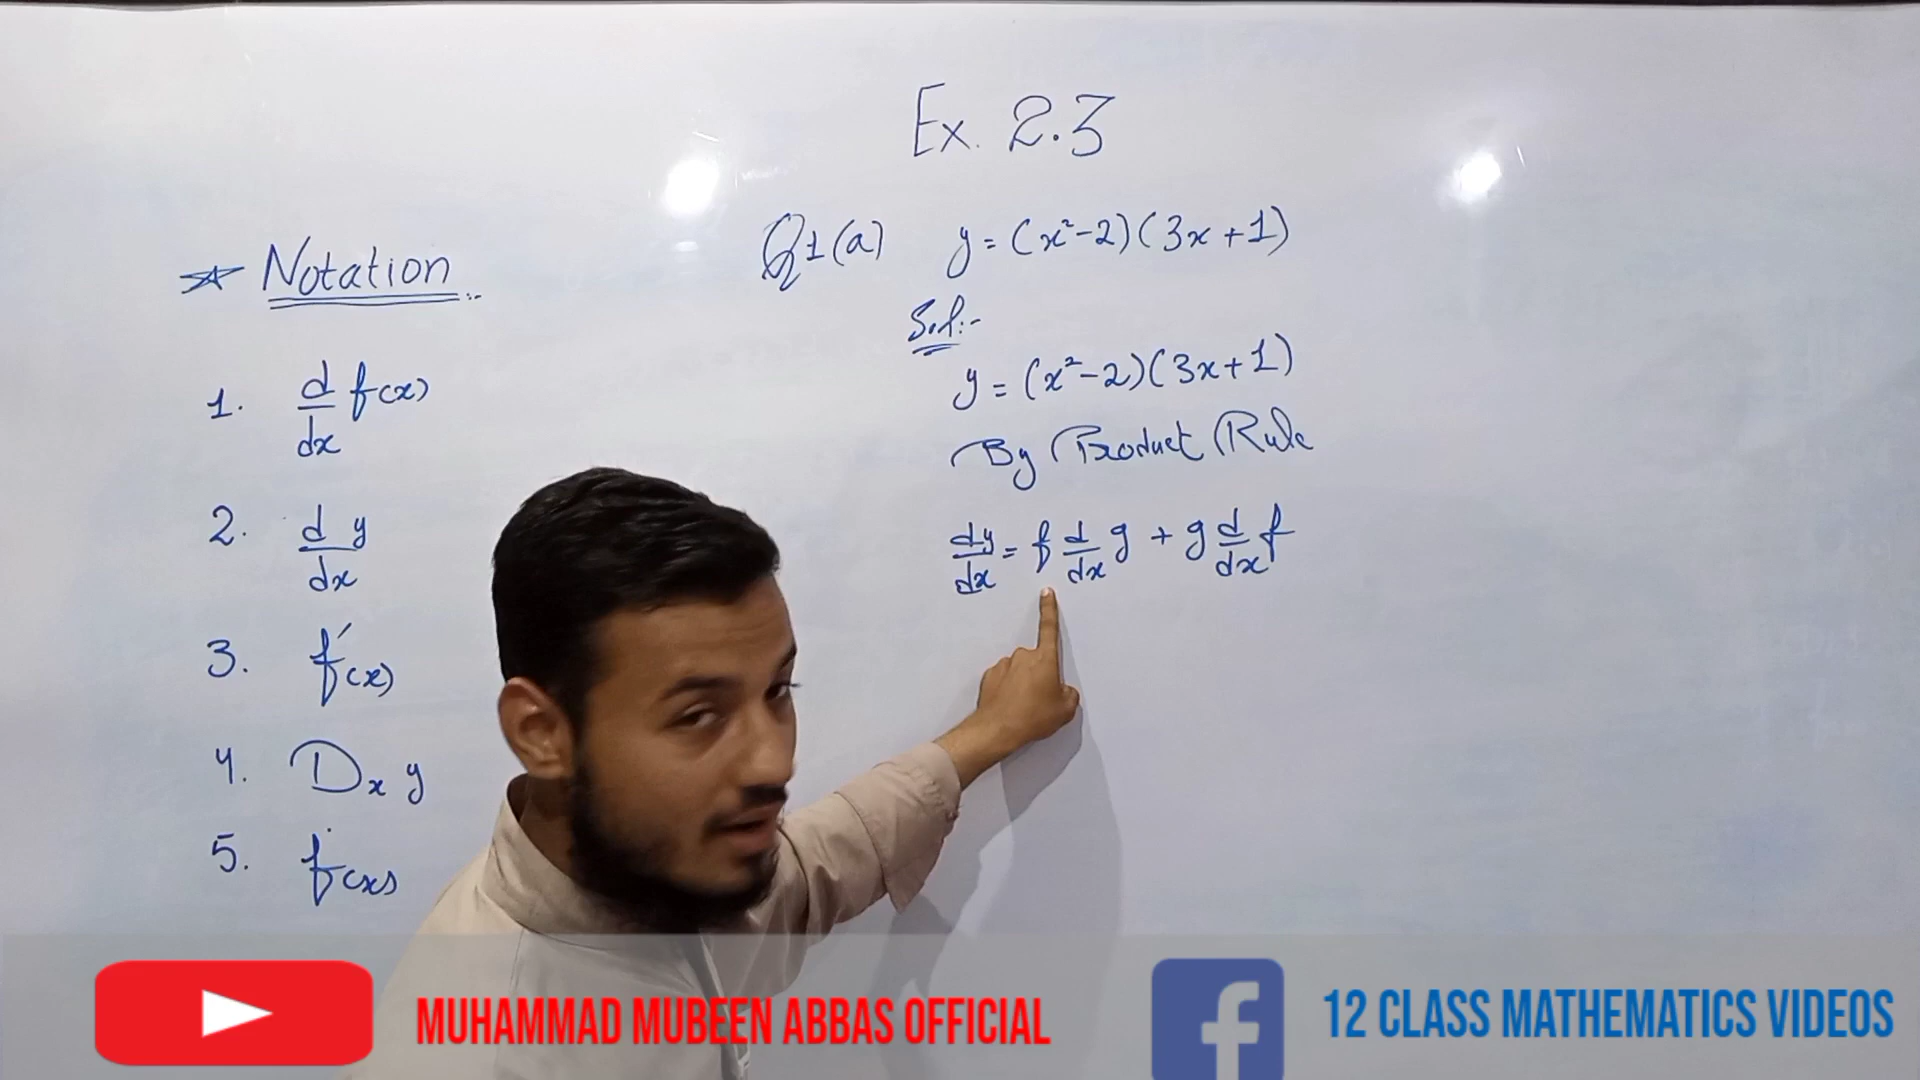 Ex. 2.3
Notation
1. d/dx f(x)
2. d/dx y
3. f′(x)
4. Dx y
5. ḟ(x)
Q1(a) y = (x²-2)(3x+1)
Sol:-
y = (x²-2)(3x+1)
By Product Rule
dy/dx = f d/dx g + g d/dx f
MUHAMMAD MUBEEN ABBAS OFFICIAL
f
12 CLASS MATHEMATICS VIDEOS